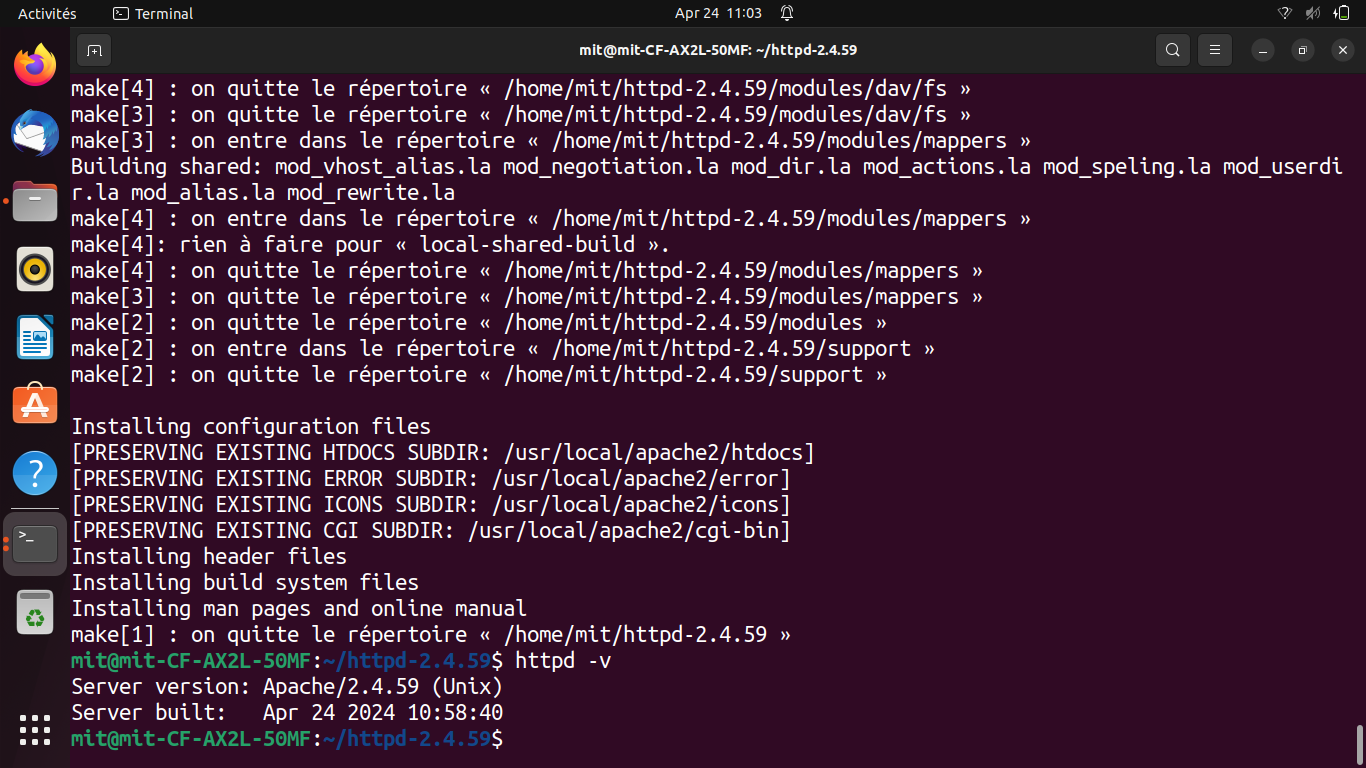 Activités
Terminal
Apr 24 11:03
mit@mit-CF-AX2L-50MF: ~/httpd-2.4.59
make[4] : on quitte le répertoire « /home/mit/httpd-2.4.59/modules/dav/fs »
make[3] : on quitte le répertoire « /home/mit/httpd-2.4.59/modules/dav/fs »
make[3] : on entre dans le répertoire « /home/mit/httpd-2.4.59/modules/mappers »
Building shared: mod_vhost_alias.la mod_negotiation.la mod_dir.la mod_actions.la mod_speling.la mod_userdi
r.la mod_alias.la mod_rewrite.la
make[4] : on entre dans le répertoire « /home/mit/httpd-2.4.59/modules/mappers »
make[4]: rien à faire pour « local-shared-build ».
make[4] : on quitte le répertoire « /home/mit/httpd-2.4.59/modules/mappers »
make[3] : on quitte le répertoire « /home/mit/httpd-2.4.59/modules/mappers »
make[2] : on quitte le répertoire « /home/mit/httpd-2.4.59/modules »
make[2] : on entre dans le répertoire « /home/mit/httpd-2.4.59/support »
make[2] : on quitte le répertoire « /home/mit/httpd-2.4.59/support »
Installing configuration files
[PRESERVING EXISTING HTDOCS SUBDIR: /usr/local/apache2/htdocs]
[PRESERVING EXISTING ERROR SUBDIR: /usr/local/apache2/error]
[PRESERVING EXISTING ICONS SUBDIR: /usr/local/apache2/icons]
[PRESERVING EXISTING CGI SUBDIR: /usr/local/apache2/cgi-bin]
Installing header files
Installing build system files
Installing man pages and online manual
make[1] : on quitte le répertoire « /home/mit/httpd-2.4.59 »
mit@mit-CF-AX2L-50MF:~/httpd-2.4.59$ httpd -v
Server version: Apache/2.4.59 (Unix)
Server built:   Apr 24 2024 10:58:40
mit@mit-CF-AX2L-50MF:~/httpd-2.4.59$